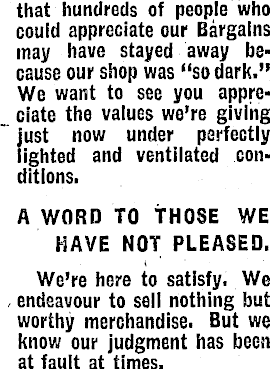 that hundreds of people who
could appreciate our Bargains
may have stayed away be-
cause our shop was "so dark."
We want to see you appre-
ciate the values we're giving
just now under perfectly
lighted and ventilated con-
ditions.
A WORD TO THOSE WE
HAVE NOT PLEASED.
We're here to satisfy. We
endeavour to sell nothing but
worthy merchandise. But we
know our judgment has been
at fault at times.